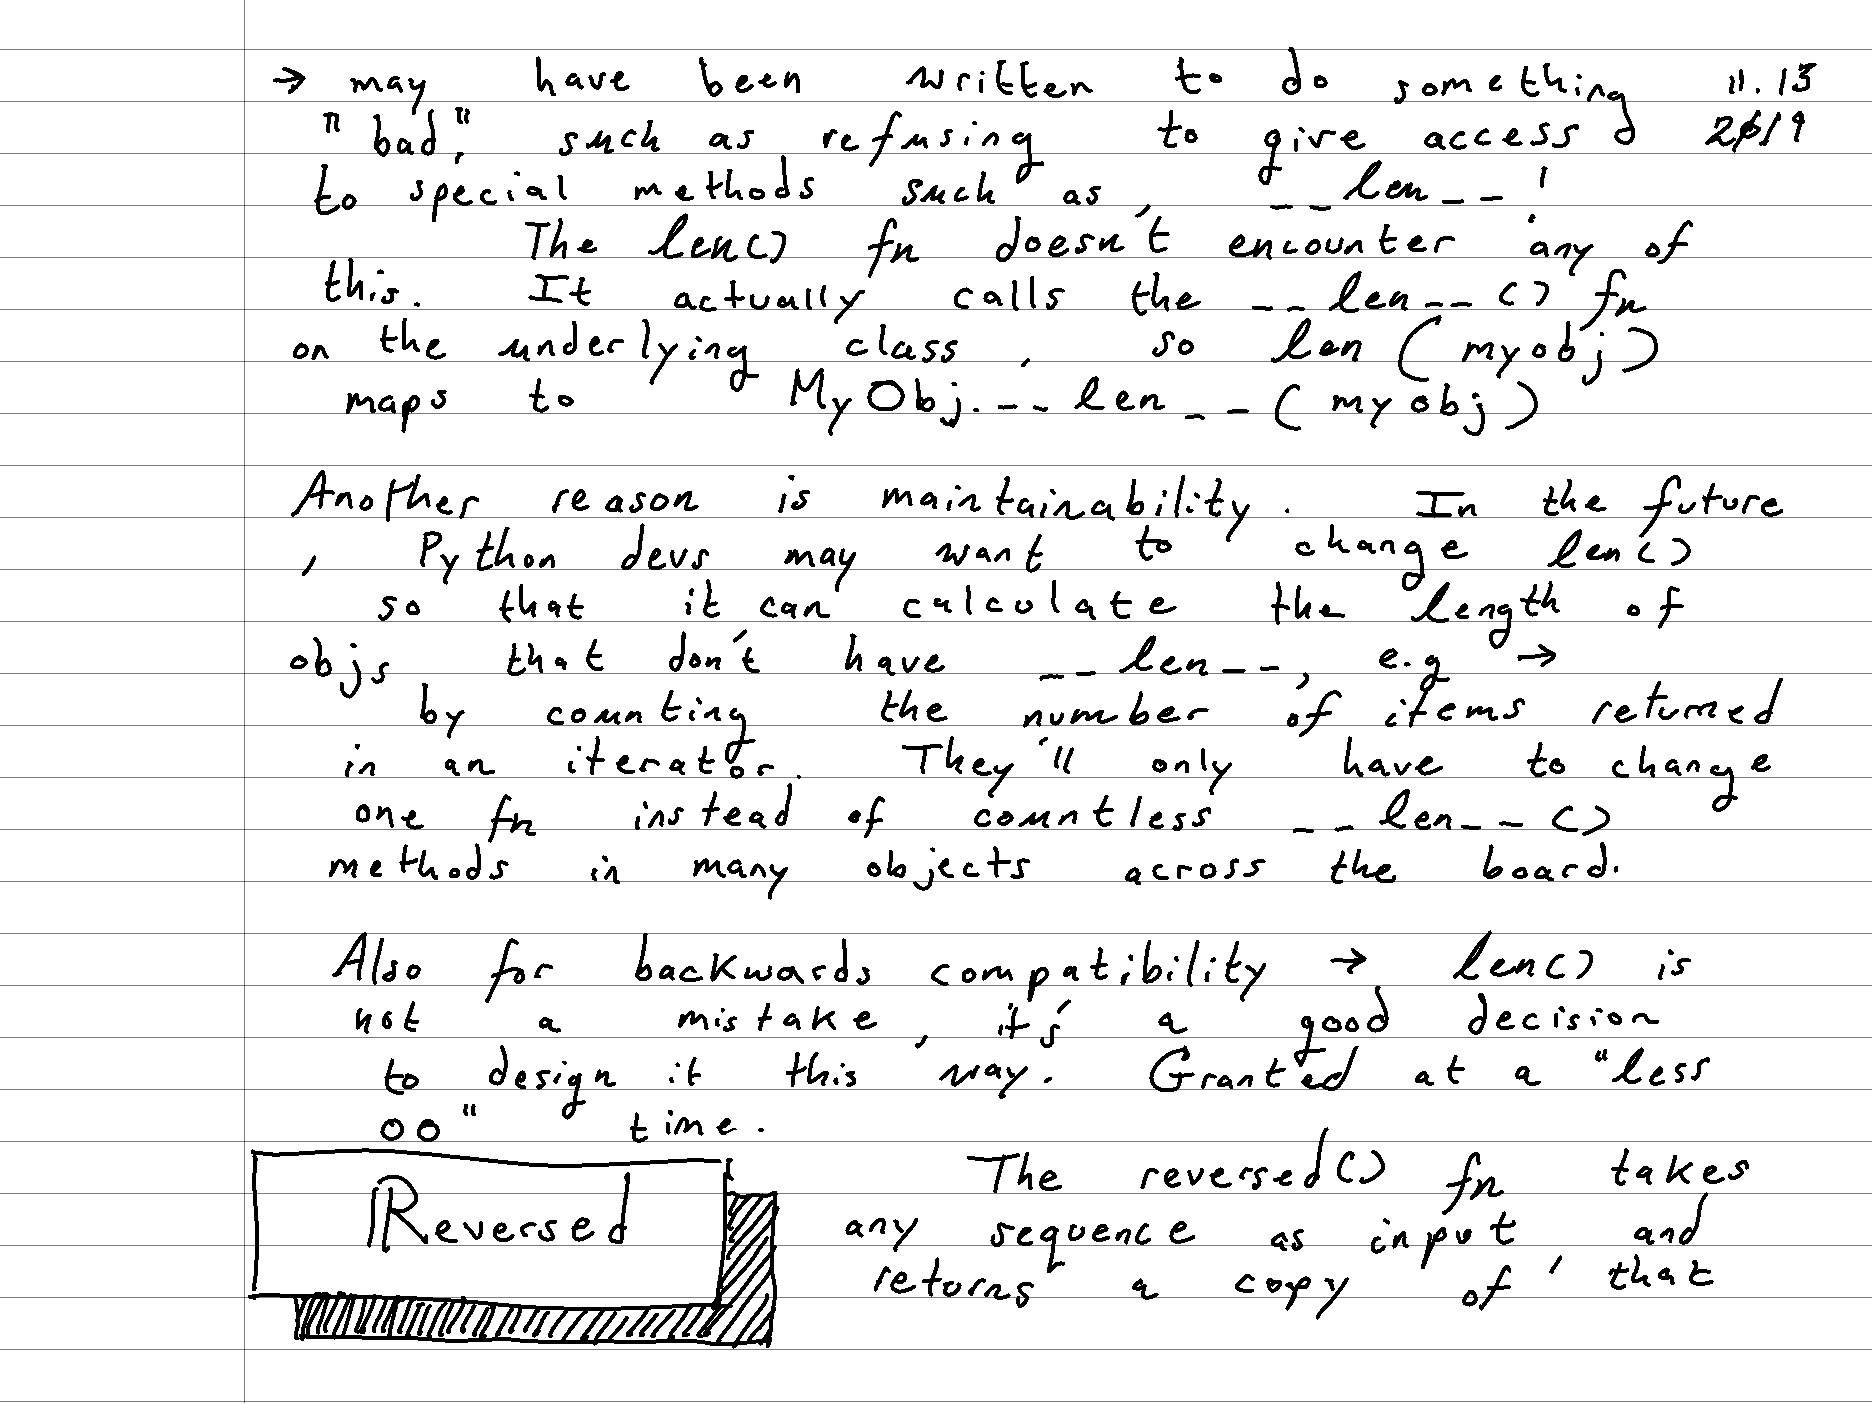 → may have been written to do something 11.13
"bad," such as refusing to give access 2019
to special methods such as, __len__!
The len() fn doesn't encounter any of
this. It actually calls the __len__() fn
on the underlying class, so len(myobj)
maps to MyObj.__len__(myobj)
Another reason is maintainability. In the future
, Python devs may want to change len()
so that it can calculate the length of
objs that don't have __len__, e.g →
by counting the number of items returned
in an iterator. They'll only have to change
one fn instead of countless __len__()
methods in many objects across the board.
Also for backwards compatibility → len() is
not a mistake, it's a good decision
to design it this way. Granted at a "less
OO" time.
Reversed
The reversed() fn takes
any sequence as input, and
returns a copy of that